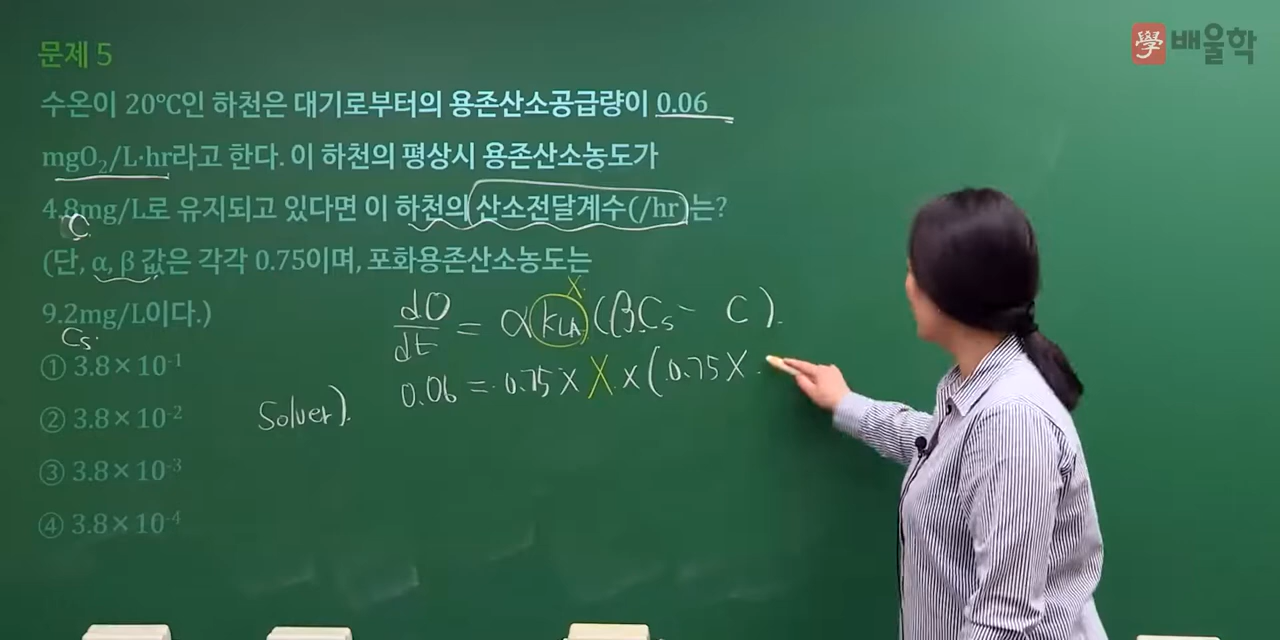 學 배울학
문제 5
수온이 20°C인 하천은 대기로부터의 용존산소공급량이 0.06
mgO₂/L·hr라고 한다. 이 하천의 평상시 용존산소농도가
4.8mg/L로 유지되고 있다면 이 하천의 산소전달계수(/hr)는?
C
(단, α, β 값은 각각 0.75이며, 포화용존산소농도는
9.2mg/L이다.)
Cs.
① 3.8×10⁻¹
② 3.8×10⁻²
③ 3.8×10⁻³
④ 3.8×10⁻⁴
X.
dO/dt = α KLA (βCs - C).
0.06 = 0.75 X X. X (0.75 X
Solver).